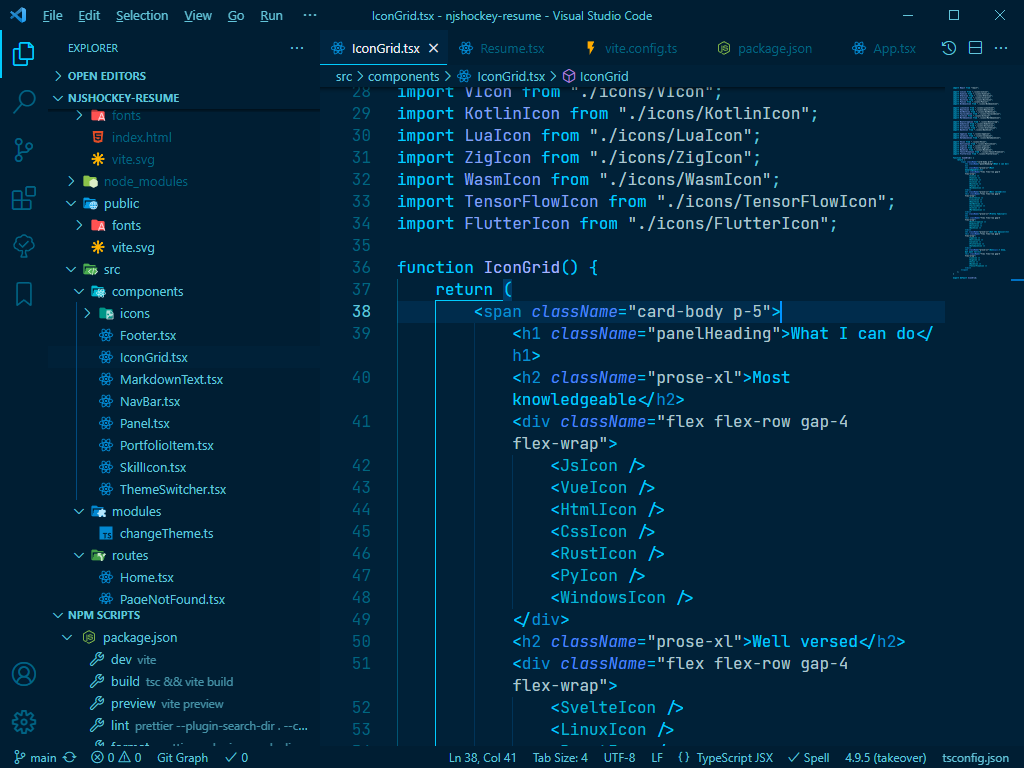 File Edit Selection View Go Run ··· IconGrid.tsx - njshockey-resume - Visual Studio Code
EXPLORER ···
OPEN EDITORS
NJSHOCKEY-RESUME
fonts
index.html
vite.svg
node_modules
public
fonts
vite.svg
src
components
icons
Footer.tsx
IconGrid.tsx
MarkdownText.tsx
NavBar.tsx
Panel.tsx
PortfolioItem.tsx
SkillIcon.tsx
ThemeSwitcher.tsx
modules
changeTheme.ts
routes
Home.tsx
PageNotFound.tsx
NPM SCRIPTS
package.json
dev vite
build tsc && vite build
preview vite preview
lint prettier --plugin-search-dir . --c...
IconGrid.tsx Resume.tsx vite.config.ts package.json App.tsx ···
src > components > IconGrid.tsx > IconGrid
28 import VIcon from "./icons/VIcon";
29 import KotlinIcon from "./icons/KotlinIcon";
30 import LuaIcon from "./icons/LuaIcon";
31 import ZigIcon from "./icons/ZigIcon";
32 import WasmIcon from "./icons/WasmIcon";
33 import TensorFlowIcon from "./icons/TensorFlowIcon";
34 import FlutterIcon from "./icons/FlutterIcon";
35
36 function IconGrid() {
37 return (
38 <span className="card-body p-5">
39 <h1 className="panelHeading">What I can do</
h1>
40 <h2 className="prose-xl">Most
knowledgeable</h2>
41 <div className="flex flex-row gap-4
flex-wrap">
42 <JsIcon />
43 <VueIcon />
44 <HtmlIcon />
45 <CssIcon />
46 <RustIcon />
47 <PyIcon />
48 <WindowsIcon />
49 </div>
50 <h2 className="prose-xl">Well versed</h2>
51 <div className="flex flex-row gap-4
flex-wrap">
52 <SvelteIcon />
53 <LinuxIcon />
main 0 0 Git Graph 0 Ln 38, Col 41 Tab Size: 4 UTF-8 LF {} TypeScript JSX Spell 4.9.5 (takeover) tsconfig.json